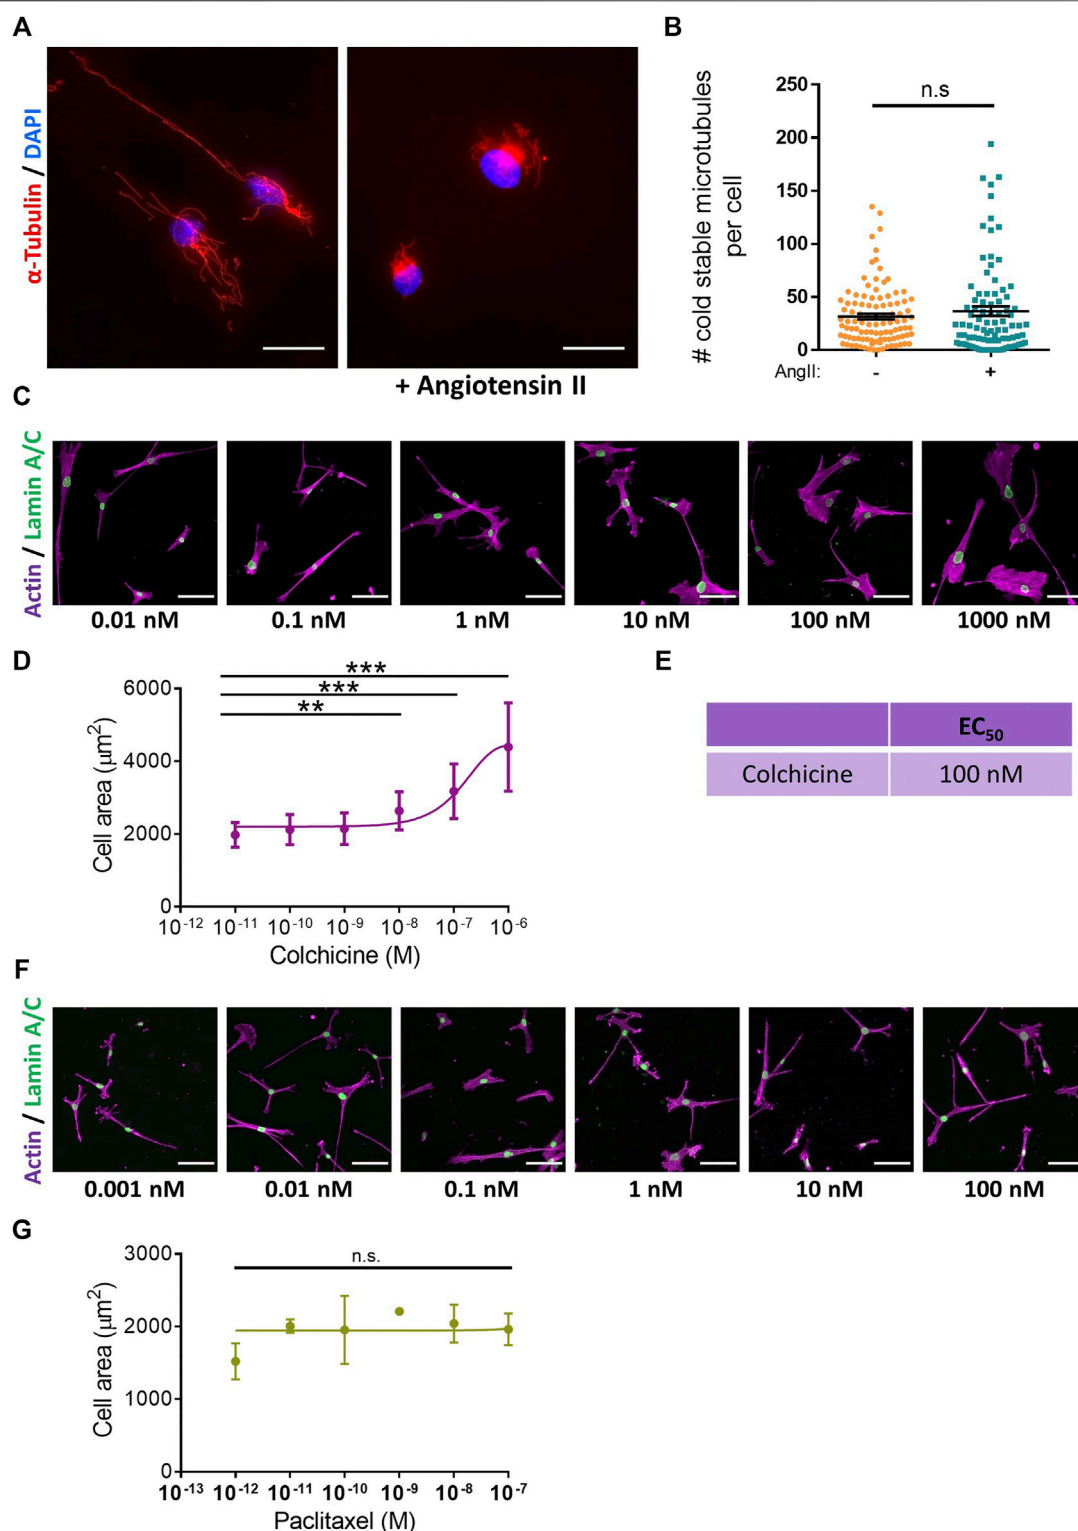 A
α-Tubulin / DAPI
+ Angiotensin II
B
# cold stable microtubules
per cell
250
200
150
100
50
0
n.s
AngII:
-
+
C
Actin / Lamin A/C
0.01 nM
0.1 nM
1 nM
10 nM
100 nM
1000 nM
D
***
***
**
Cell area (µm²)
6000
4000
2000
0
10⁻¹² 10⁻¹¹ 10⁻¹⁰ 10⁻⁹ 10⁻⁸ 10⁻⁷ 10⁻⁶
Colchicine (M)
E
EC₅₀
Colchicine 100 nM
F
Actin / Lamin A/C
0.001 nM
0.01 nM
0.1 nM
1 nM
10 nM
100 nM
G
n.s.
Cell area (µm²)
3000
2000
1000
0
10⁻¹³ 10⁻¹² 10⁻¹¹ 10⁻¹⁰ 10⁻⁹ 10⁻⁸ 10⁻⁷
Paclitaxel (M)